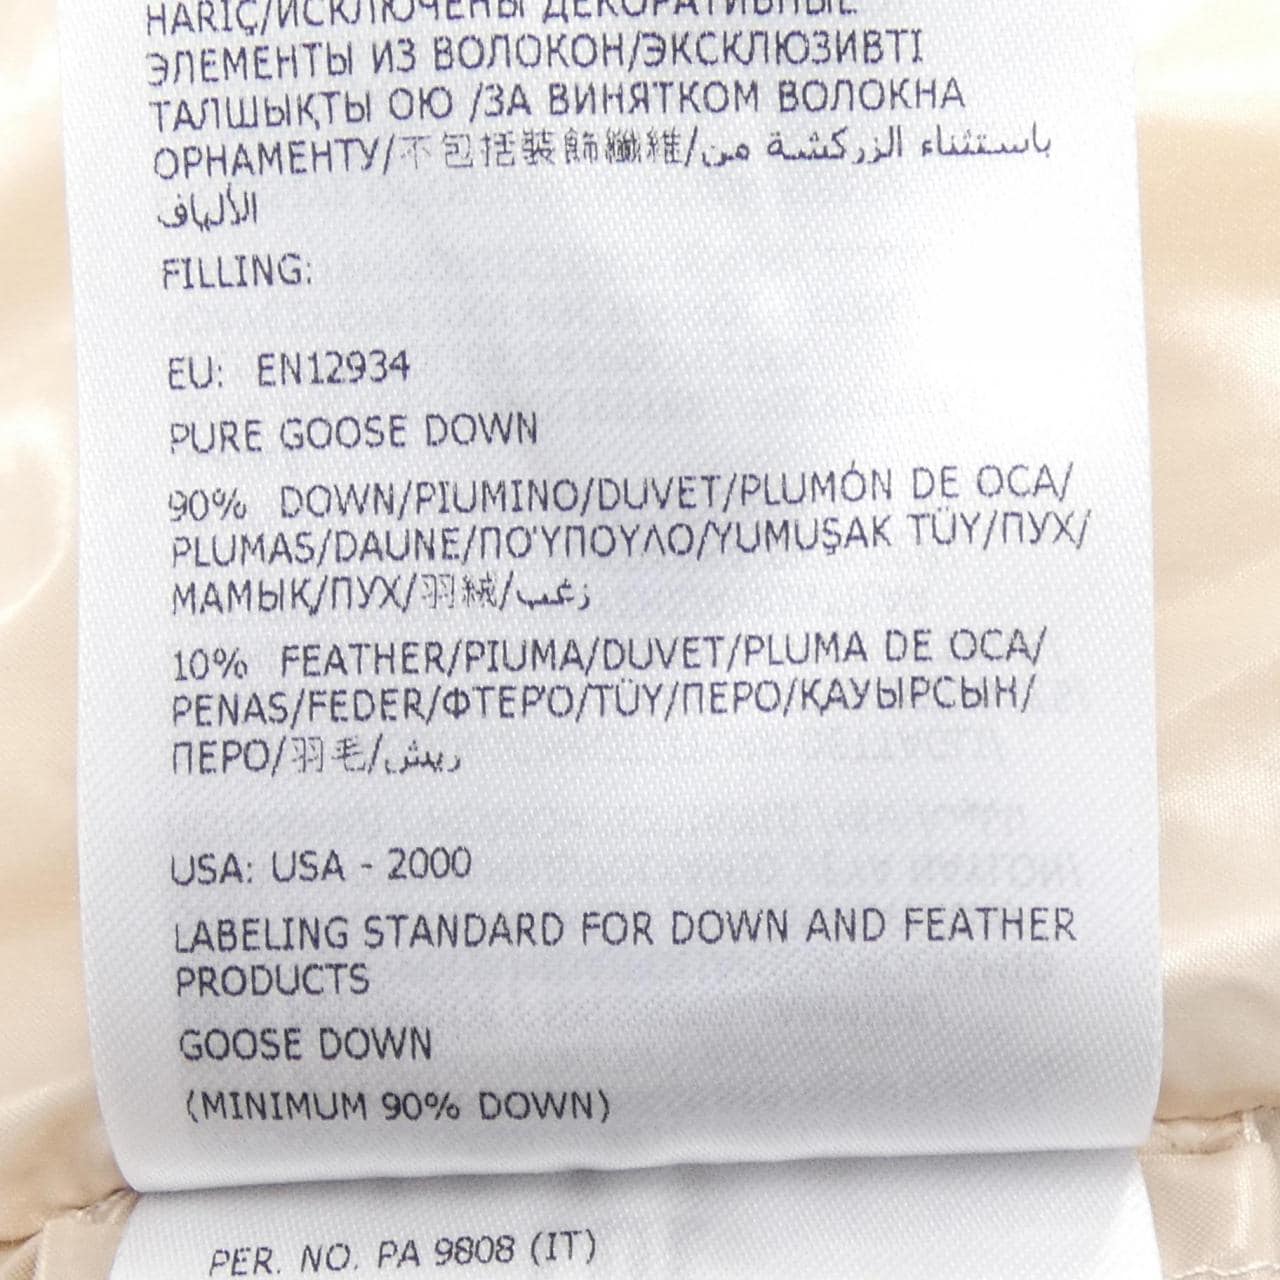 HARİÇ/ИСКЛЮЧЕНЫ ДЕКОРАТИВНЫЕ
ЭЛЕМЕНТЫ ИЗ ВОЛОКОН/ЭКСКЛЮЗИВТІ
ТАЛШЫҚТЫ ОЮ /ЗА ВИНЯТКОМ ВОЛОКНА
ОРНАМЕНТУ/不包括裝飾纖維/باستثناء الزركشة من
الألياف
FILLING:
EU: EN12934
PURE GOOSE DOWN
90% DOWN/PIUMINO/DUVET/PLUMÓN DE OCA/
PLUMAS/DAUNE/ΠΟΎΠΟΥΛΟ/YUMUŞAK TÜY/ПУХ/
МАМЫҚ/ПУХ/羽絨/زغب
10% FEATHER/PIUMA/DUVET/PLUMA DE OCA/
PENAS/FEDER/ΦΤΕΡΌ/TÜY/ПЕРО/ҚАУЫРСЫН/
ПЕРО/羽毛/ريش
USA: USA - 2000
LABELING STANDARD FOR DOWN AND FEATHER
PRODUCTS
GOOSE DOWN
(MINIMUM 90% DOWN)
PER. NO. PA 9808 (IT)